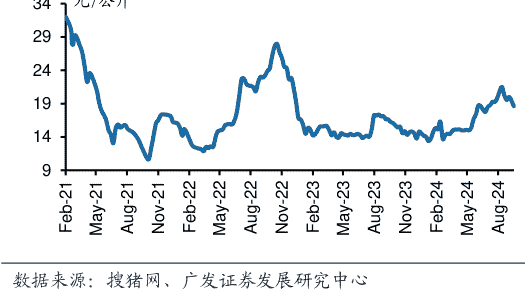 元/公斤
34
29
24
19
14
9
Feb-21
May-21
Aug-21
Nov-21
Feb-22
May-22
Aug-22
Nov-22
Feb-23
May-23
Aug-23
Nov-23
Feb-24
May-24
Aug-24
数据来源：搜猪网、广发证券发展研究中心